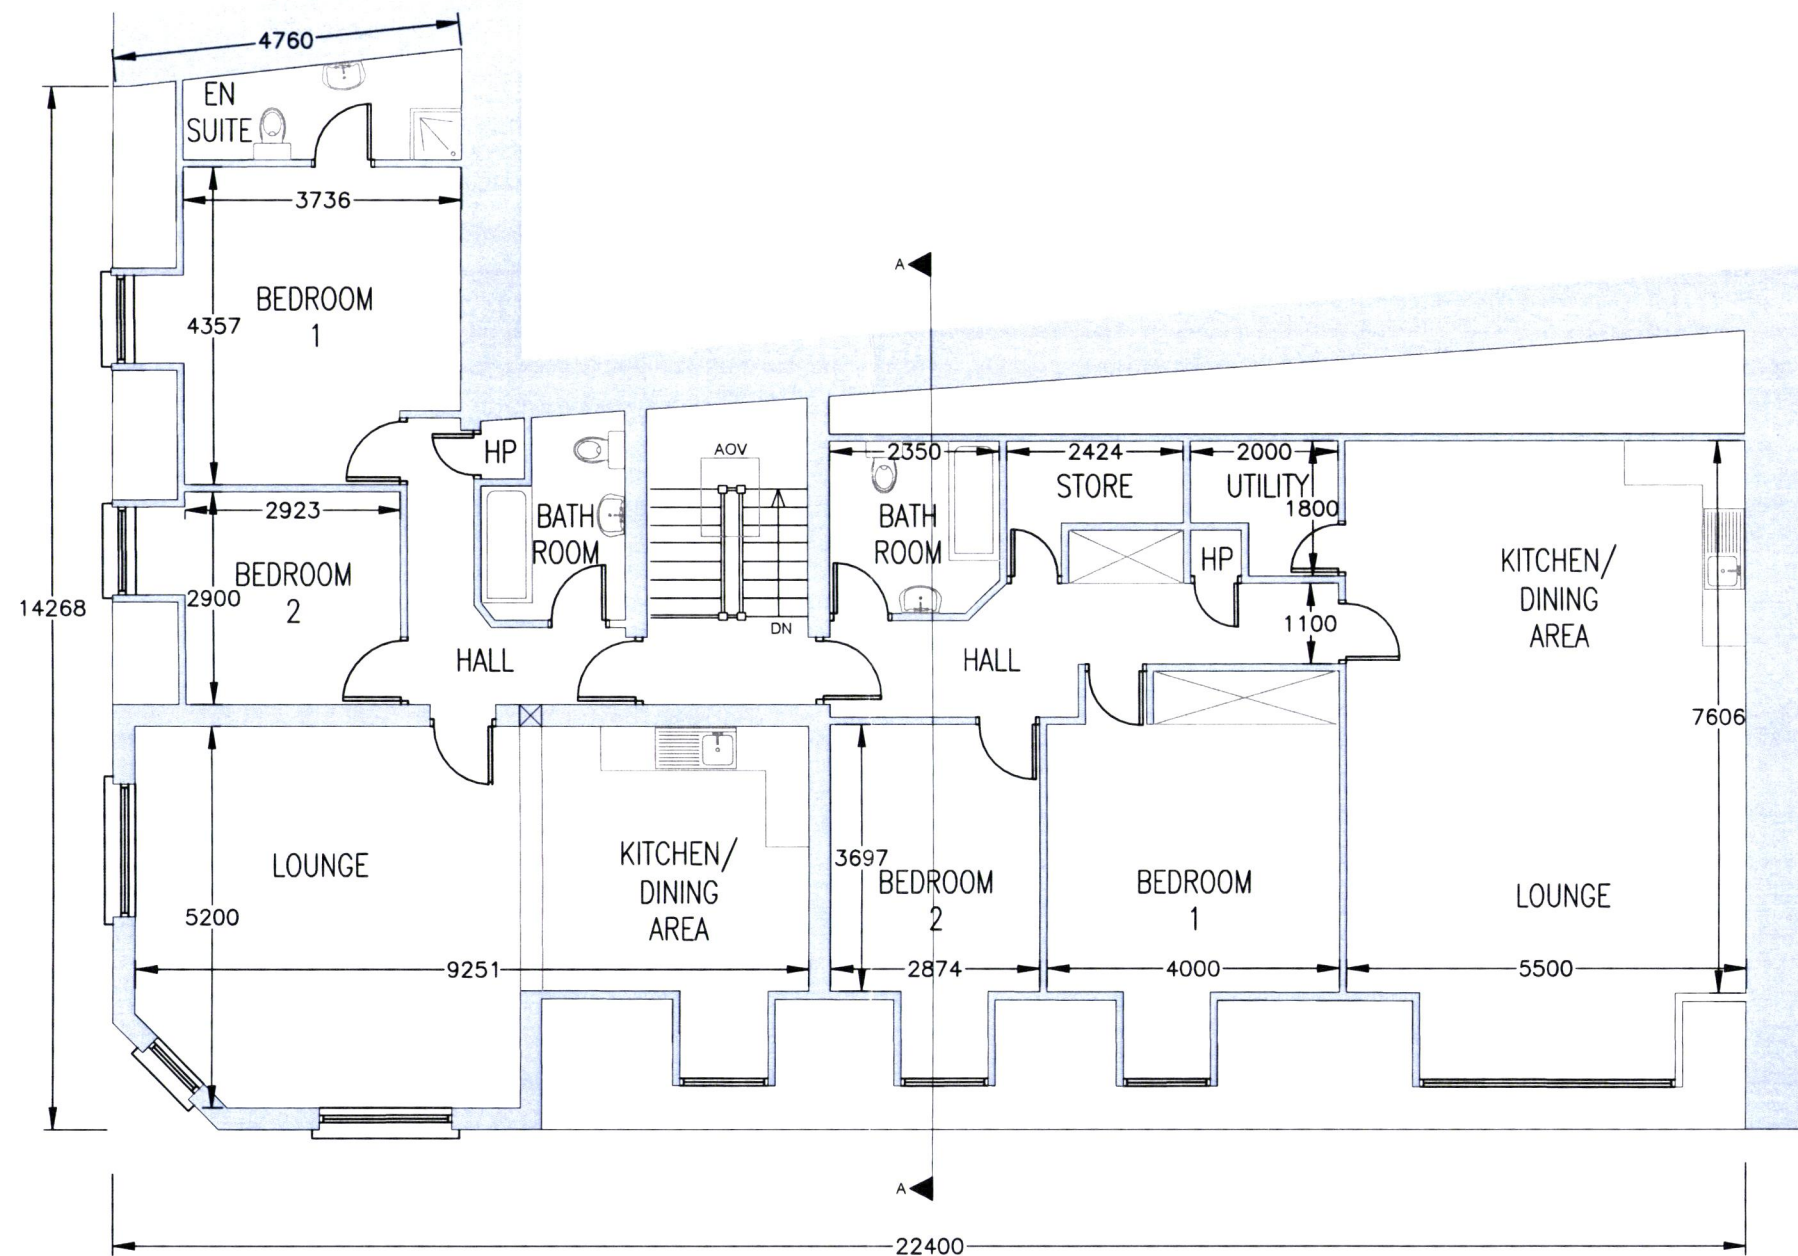 4760
EN
SUITE
3736
BEDROOM
1
4357
14268
HP
2923
BEDROOM
2
2900
BATH
ROOM
HALL
AOV
DN
A
2350
BATH
ROOM
2424
STORE
2000
UTILITY
1800
HP
1100
HALL
KITCHEN/
DINING
AREA
7606
LOUNGE
5200
9251
KITCHEN/
DINING
AREA
3697
BEDROOM
2
2874
BEDROOM
1
4000
LOUNGE
5500
A
22400